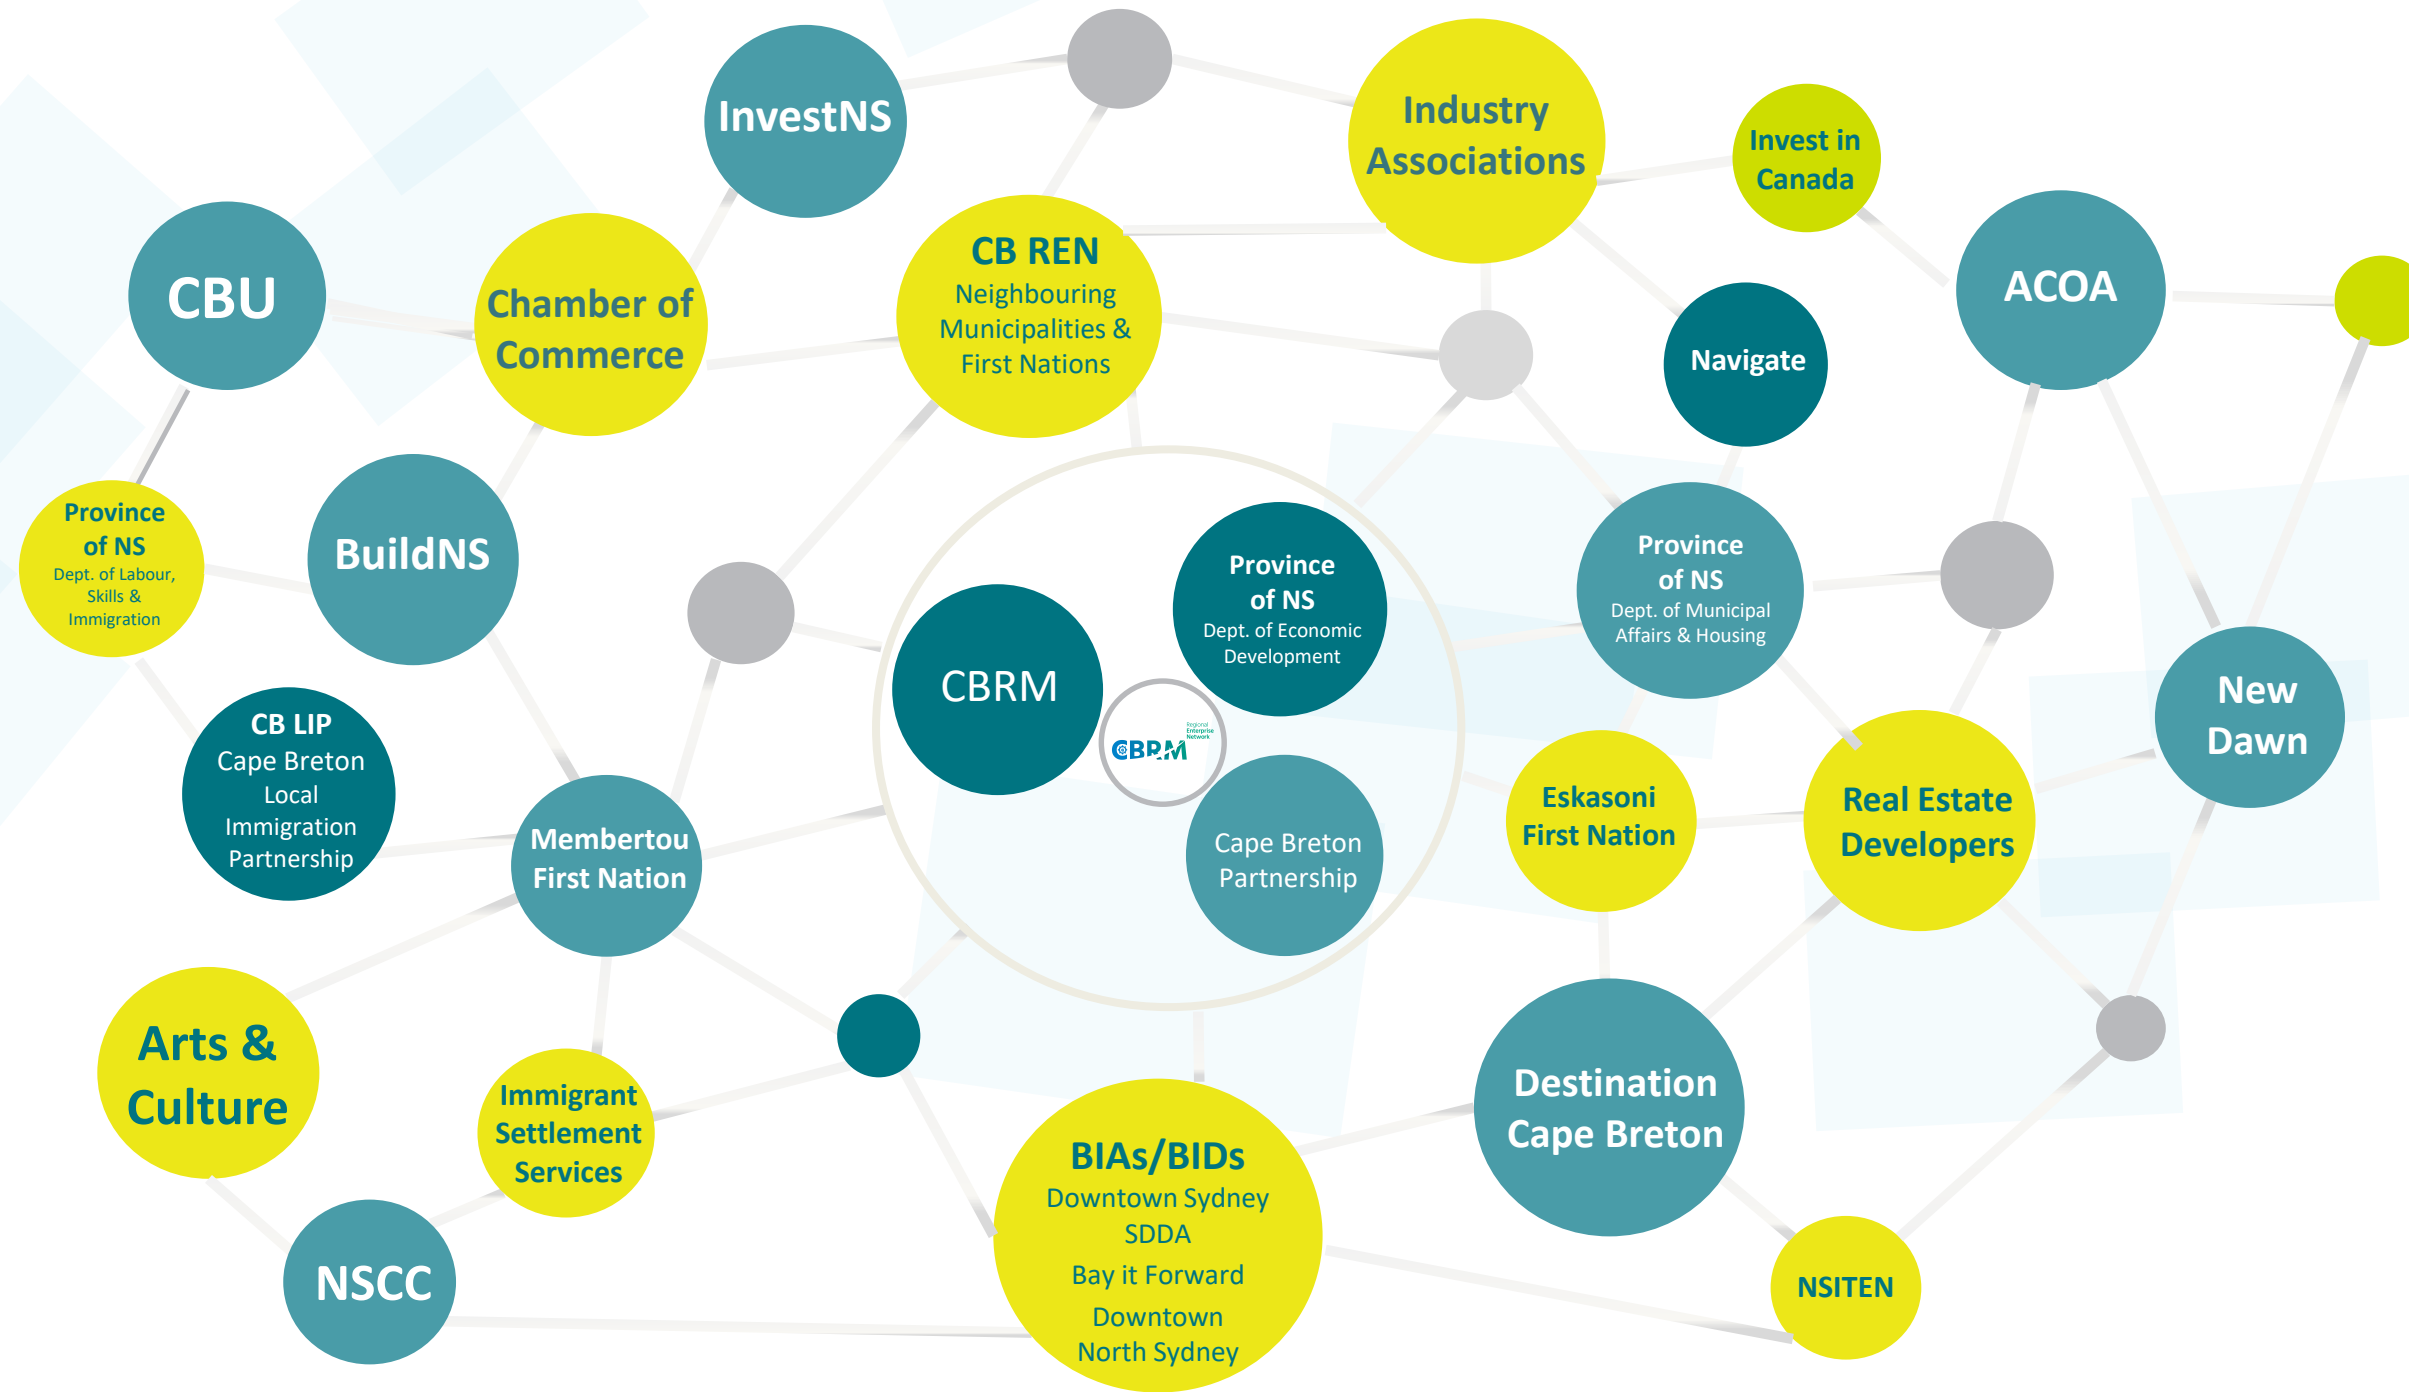 InvestNS
Industry
Associations
Invest in
Canada
CBU
Chamber of
Commerce
CB REN
Neighbouring
Municipalities &
First Nations
ACOA
Navigate
Province
of NS
Dept. of Labour,
Skills &
Immigration
BuildNS
Province
of NS
Dept. of Economic
Development
Province
of NS
Dept. of Municipal
Affairs & Housing
CBRM
Regional
Enterprise
Network
CBRM
New
Dawn
CB LIP
Cape Breton
Local
Immigration
Partnership
Membertou
First Nation
Cape Breton
Partnership
Eskasoni
First Nation
Real Estate
Developers
Arts &
Culture
Immigrant
Settlement
Services
Destination
Cape Breton
BIAs/BIDs
Downtown Sydney
SDDA
Bay it Forward
Downtown
North Sydney
NSCC
NSITEN